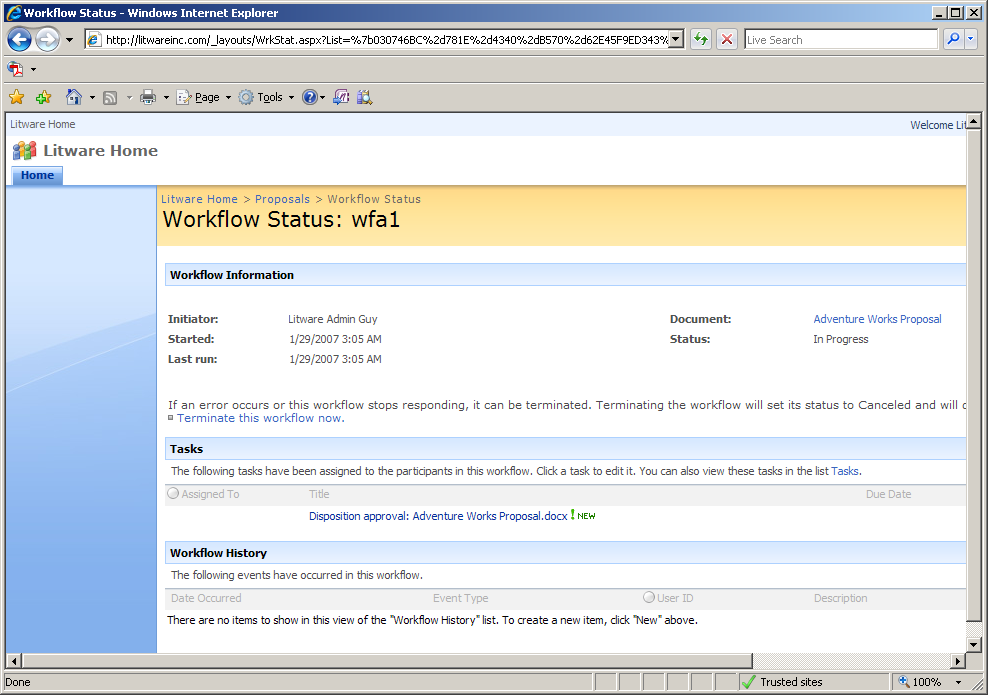 Workflow Status - Windows Internet Explorer
http://litwareinc.com/_layouts/WrkStat.aspx?List=%7b030746BC%2d781E%2d4340%2dB570%2d62E45F9ED343%
Live Search
Page Tools
Litware Home Welcome Lit
Litware Home
Home
Litware Home > Proposals > Workflow Status
Workflow Status: wfa1
Workflow Information
Initiator: Litware Admin Guy Document: Adventure Works Proposal
Started: 1/29/2007 3:05 AM Status: In Progress
Last run: 1/29/2007 3:05 AM
If an error occurs or this workflow stops responding, it can be terminated. Terminating the workflow will set its status to Canceled and will
Terminate this workflow now.
Tasks
The following tasks have been assigned to the participants in this workflow. Click a task to edit it. You can also view these tasks in the list Tasks.
Assigned To Title Due Date
Disposition approval: Adventure Works Proposal.docx ! NEW
Workflow History
The following events have occurred in this workflow.
Date Occurred Event Type User ID Description
There are no items to show in this view of the "Workflow History" list. To create a new item, click "New" above.
Done Trusted sites 100%